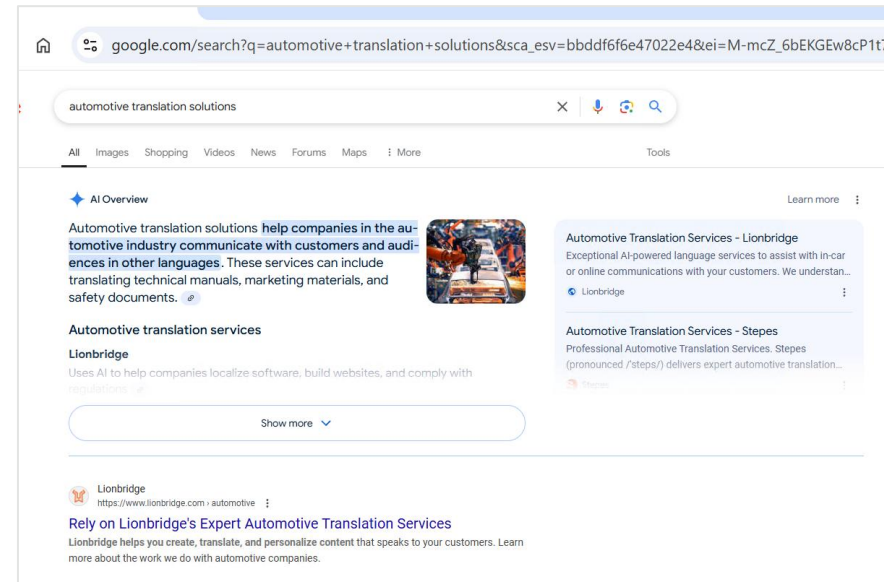 google.com/search?q=automotive+translation+solutions&sca_esv=bbddf6f6e47022e4&ei=M-mcZ_6bEKGEw8cP1t7
automotive translation solutions
All Images Shopping Videos News Forums Maps More Tools
AI Overview
Learn more
Automotive translation solutions help companies in the au-
tomotive industry communicate with customers and audi-
ences in other languages. These services can include
translating technical manuals, marketing materials, and
safety documents.
Automotive translation services
Lionbridge
Uses AI to help companies localize software, build websites, and comply with
regulations
Show more
Automotive Translation Services - Lionbridge
Exceptional AI-powered language services to assist with in-car
or online communications with your customers. We understan...
Lionbridge
Automotive Translation Services - Stepes
Professional Automotive Translation Services. Stepes
(pronounced /'steps/) delivers expert automotive translation...
Stepes
Lionbridge
https://www.lionbridge.com › automotive
Rely on Lionbridge's Expert Automotive Translation Services
Lionbridge helps you create, translate, and personalize content that speaks to your customers. Learn
more about the work we do with automotive companies.